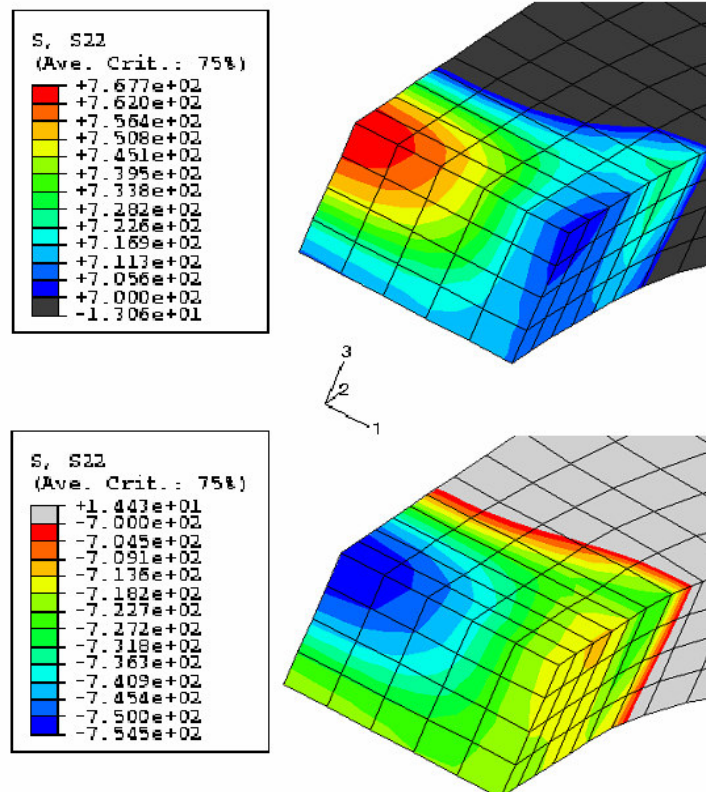 S, S22
(Ave. Crit.: 75%)
+7.677e+02
+7.620e+02
+7.564e+02
+7.508e+02
+7.451e+02
+7.395e+02
+7.338e+02
+7.282e+02
+7.226e+02
+7.169e+02
+7.113e+02
+7.056e+02
+7.000e+02
-1.306e+01
3
2
1
S, S22
(Ave. Crit.: 75%)
+1.443e+01
-7.000e+02
-7.045e+02
-7.091e+02
-7.136e+02
-7.182e+02
-7.227e+02
-7.272e+02
-7.318e+02
-7.363e+02
-7.409e+02
-7.454e+02
-7.500e+02
-7.545e+02